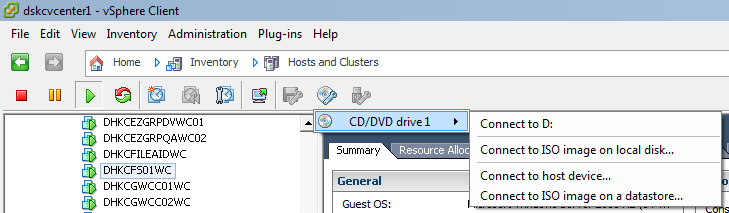 dskcvcenter1 - vSphere Client
File Edit View Inventory Administration Plug-ins Help
Home Inventory Hosts and Clusters
CD/DVD drive 1
Connect to D:
Connect to ISO image on local disk...
Connect to host device...
Connect to ISO image on a datastore...
DHKCEZGRPDVWC01
DHKCEZGRPQAWC02
DHKCFILEAIDWC
DHKCFS01WC
DHKCGWCC01WC
DHKCGWCC02WC
Summary Resource Alloc
General
Guest OS: